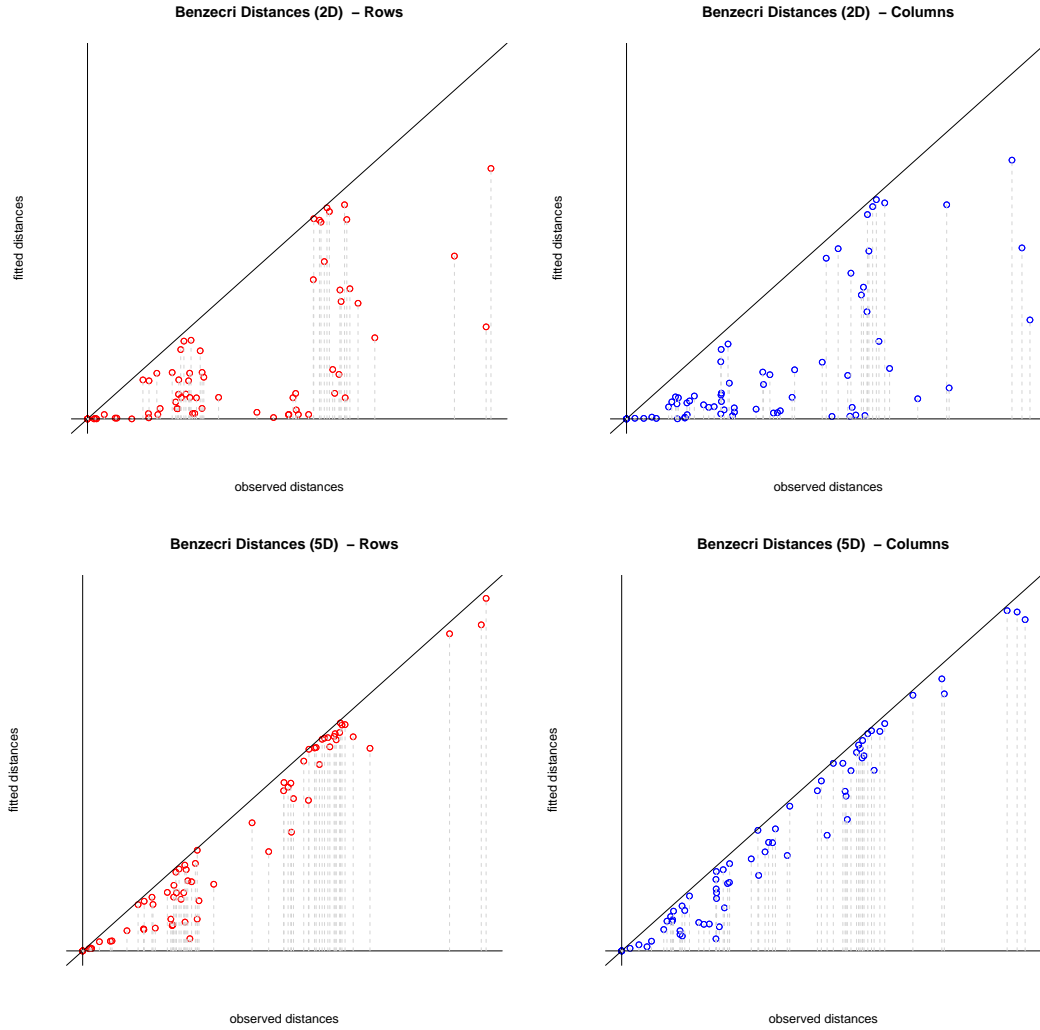 Benzecri Distances (2D) – Rows
fitted distances
observed distances
Benzecri Distances (2D) – Columns
fitted distances
observed distances
Benzecri Distances (5D) – Rows
fitted distances
observed distances
Benzecri Distances (5D) – Columns
fitted distances
observed distances